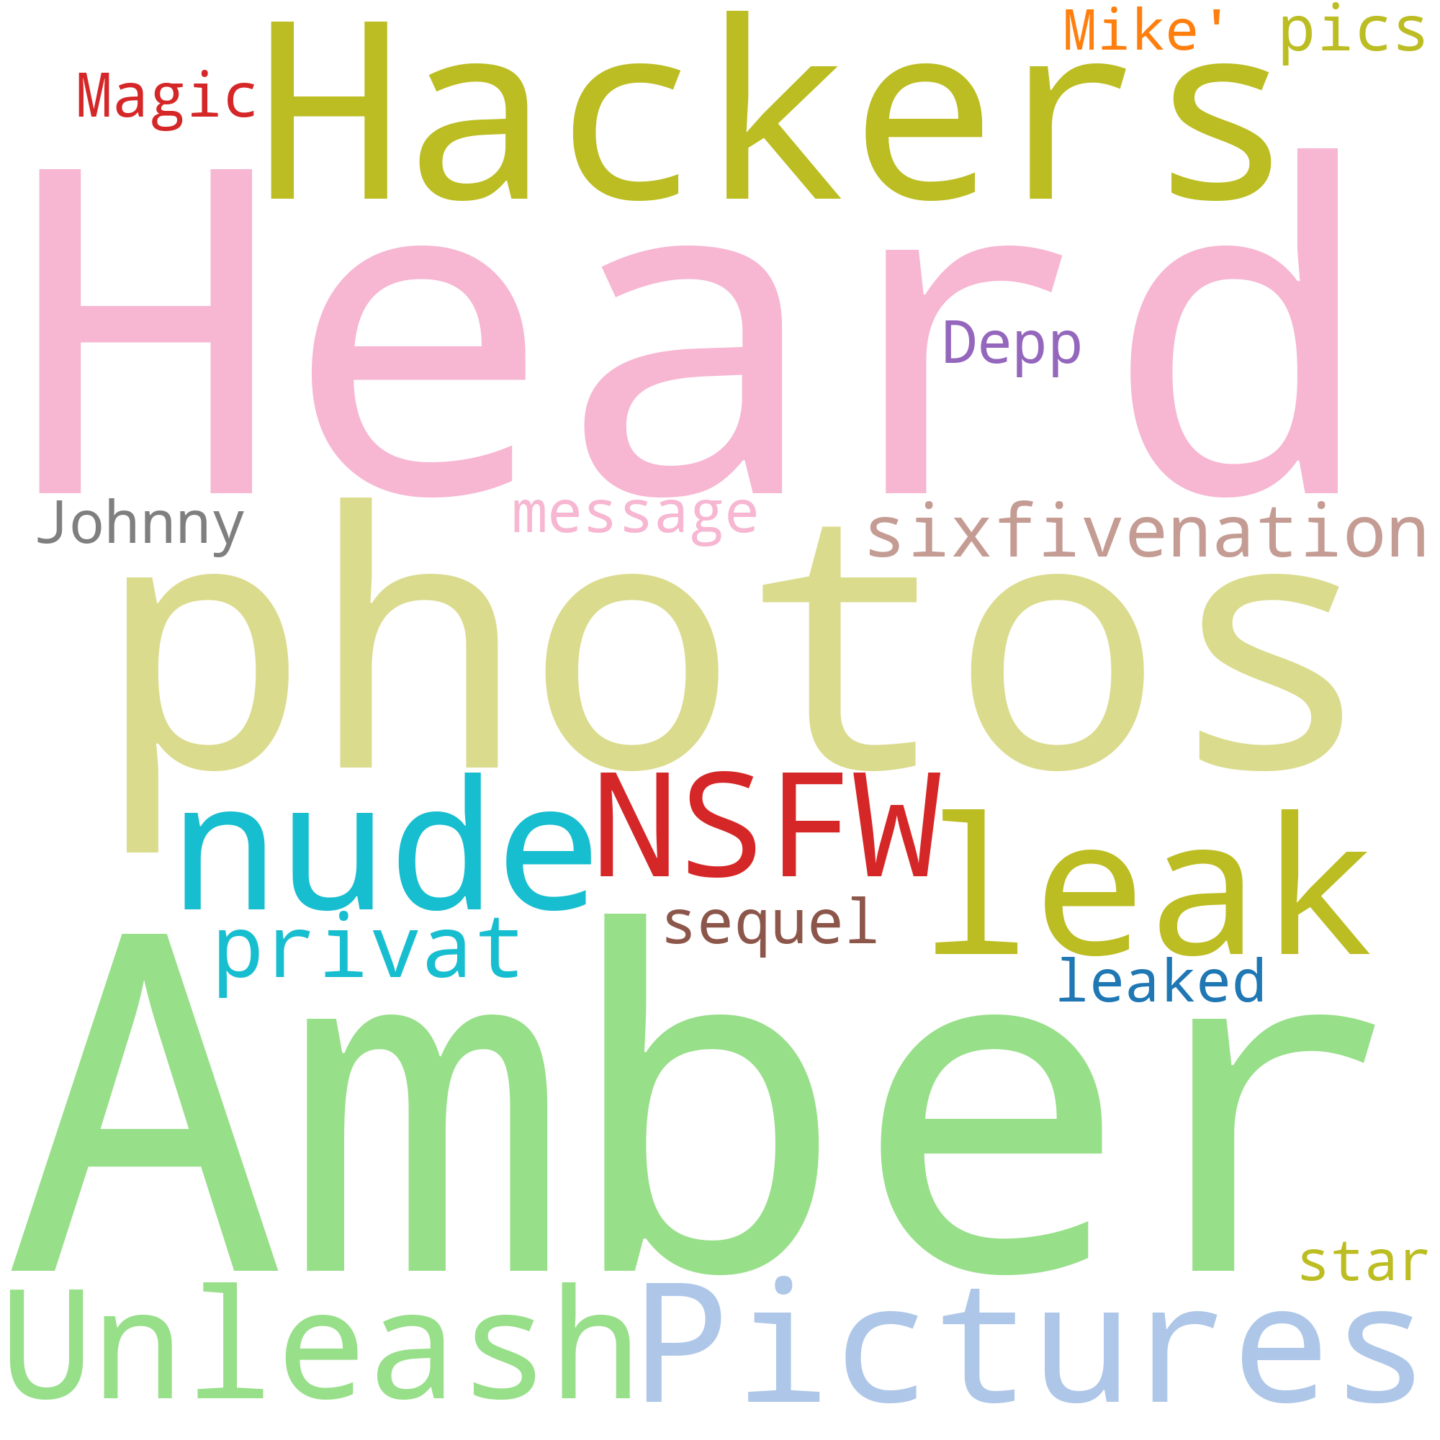 Mike' pics
Hackers
Magic
Heard
Depp
Johnny message sixfivenation
photos
nude NSFW leak
privat sequel
leaked
Amber
star
Unleash Pictures